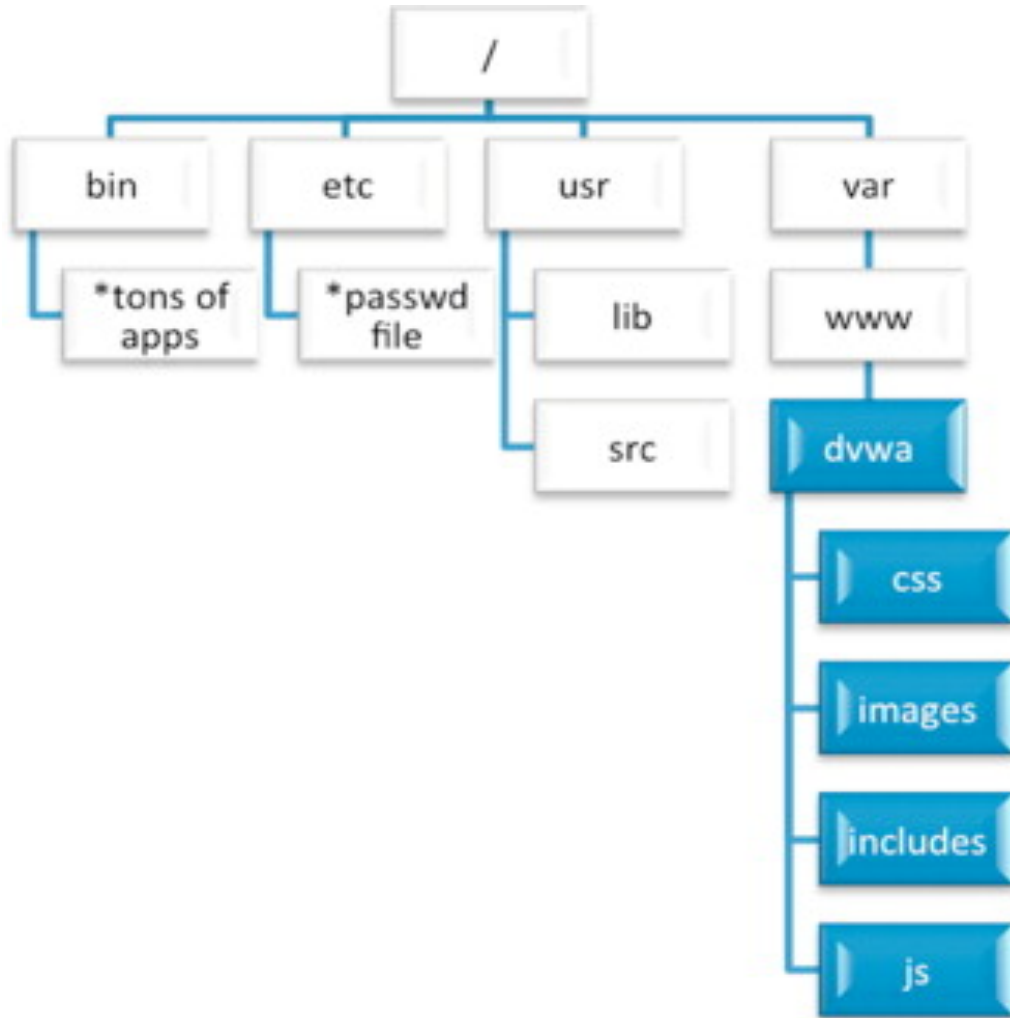 /
bin
etc
usr
var
*tons of
apps
*passwd
file
lib
www
src
dvwa
css
images
includes
js